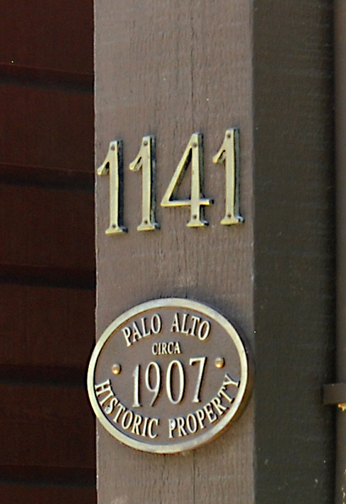 1141
PALO ALTO
CIRCA
1907
HISTORIC PROPERTY